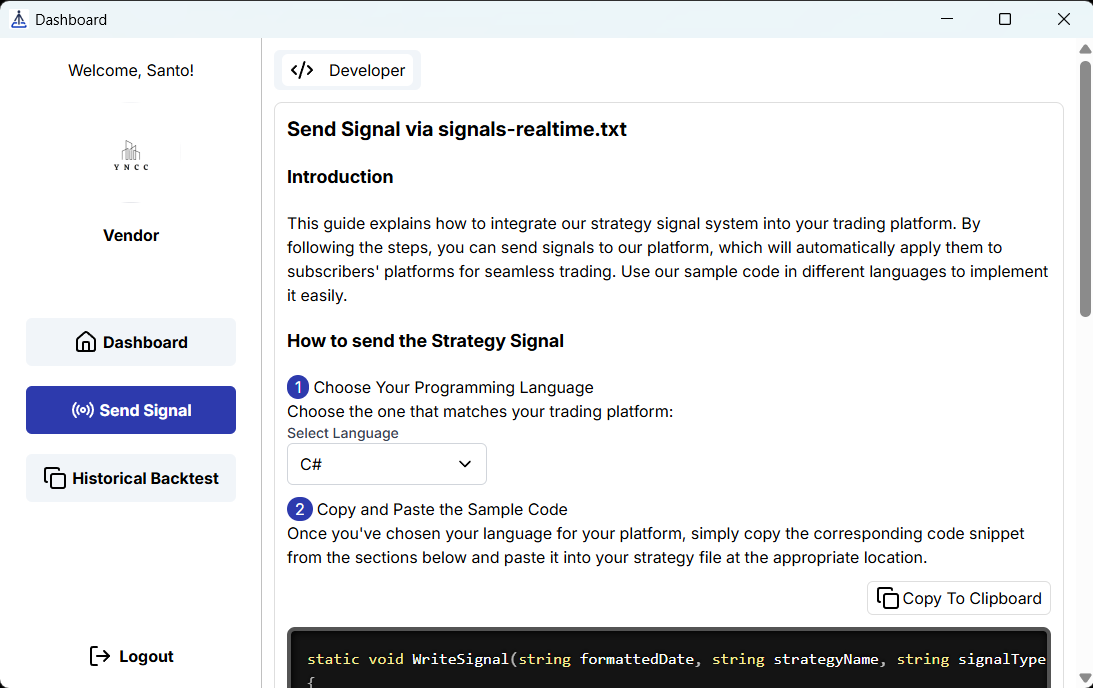 Dashboard
Welcome, Santo!
YNCC
Vendor
Dashboard
Send Signal
Historical Backtest
Logout
</> Developer
Send Signal via signals-realtime.txt
Introduction
This guide explains how to integrate our strategy signal system into your trading platform. By
following the steps, you can send signals to our platform, which will automatically apply them to
subscribers' platforms for seamless trading. Use our sample code in different languages to implement
it easily.
How to send the Strategy Signal
1 Choose Your Programming Language
Choose the one that matches your trading platform:
Select Language
C#
2 Copy and Paste the Sample Code
Once you've chosen your language for your platform, simply copy the corresponding code snippet
from the sections below and paste it into your strategy file at the appropriate location.
Copy To Clipboard
static void WriteSignal(string formattedDate, string strategyName, string signalType
{